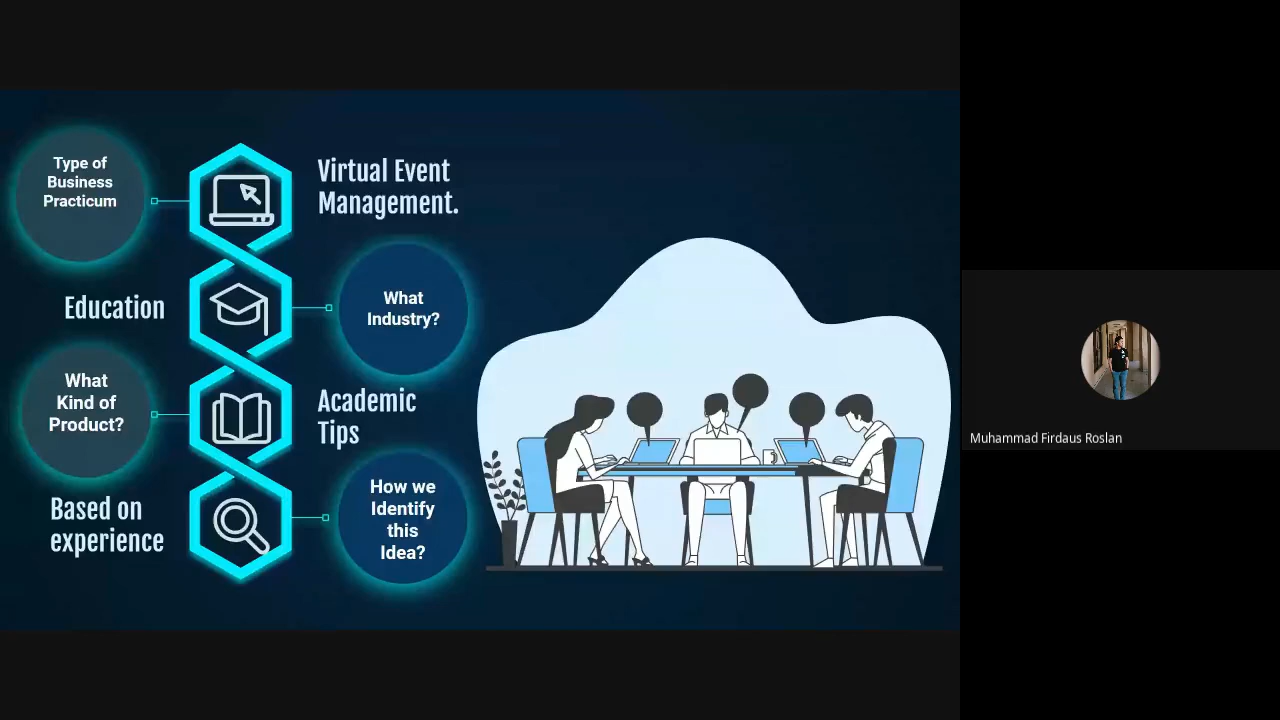 Type of
Business
Practicum
Virtual Event
Management.
Education
What
Industry?
What
Kind of
Product?
Academic
Tips
Based on
experience
How we
Identify
this
Idea?
Muhammad Firdaus Roslan